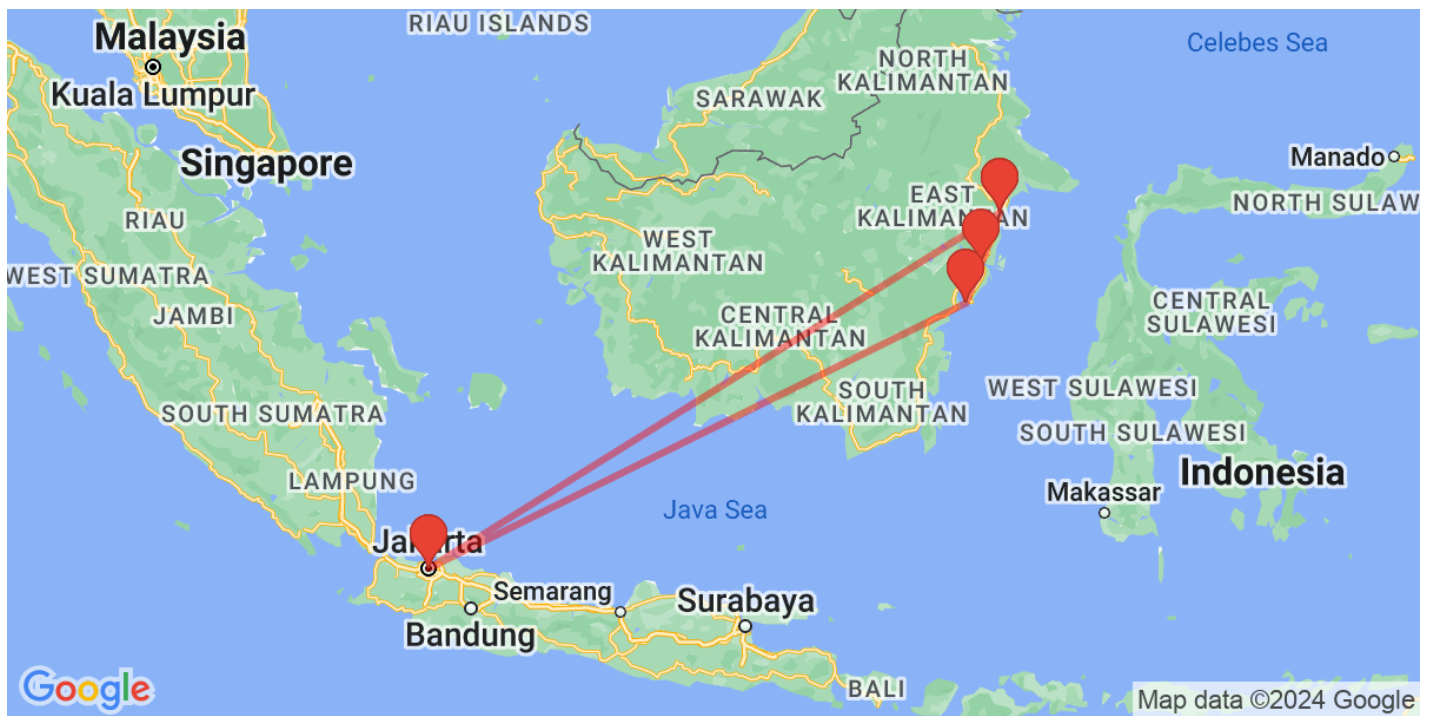 RIAU ISLANDS
Malaysia
Celebes Sea
NORTH
KALIMANTAN
Kuala Lumpur
SARAWAK
Singapore
Manado
EAST
KALIMANTAN
NORTH SULAW
RIAU
WEST
KALIMANTAN
WEST SUMATRA
CENTRAL
SULAWESI
JAMBI
CENTRAL
KALIMANTAN
SOUTH
KALIMANTAN
WEST SULAWESI
SOUTH SUMATRA
SOUTH SULAWESI
Indonesia
LAMPUNG
Makassar
Java Sea
Jakarta
Semarang
Surabaya
Bandung
BALI
Google
Map data ©2024 Google